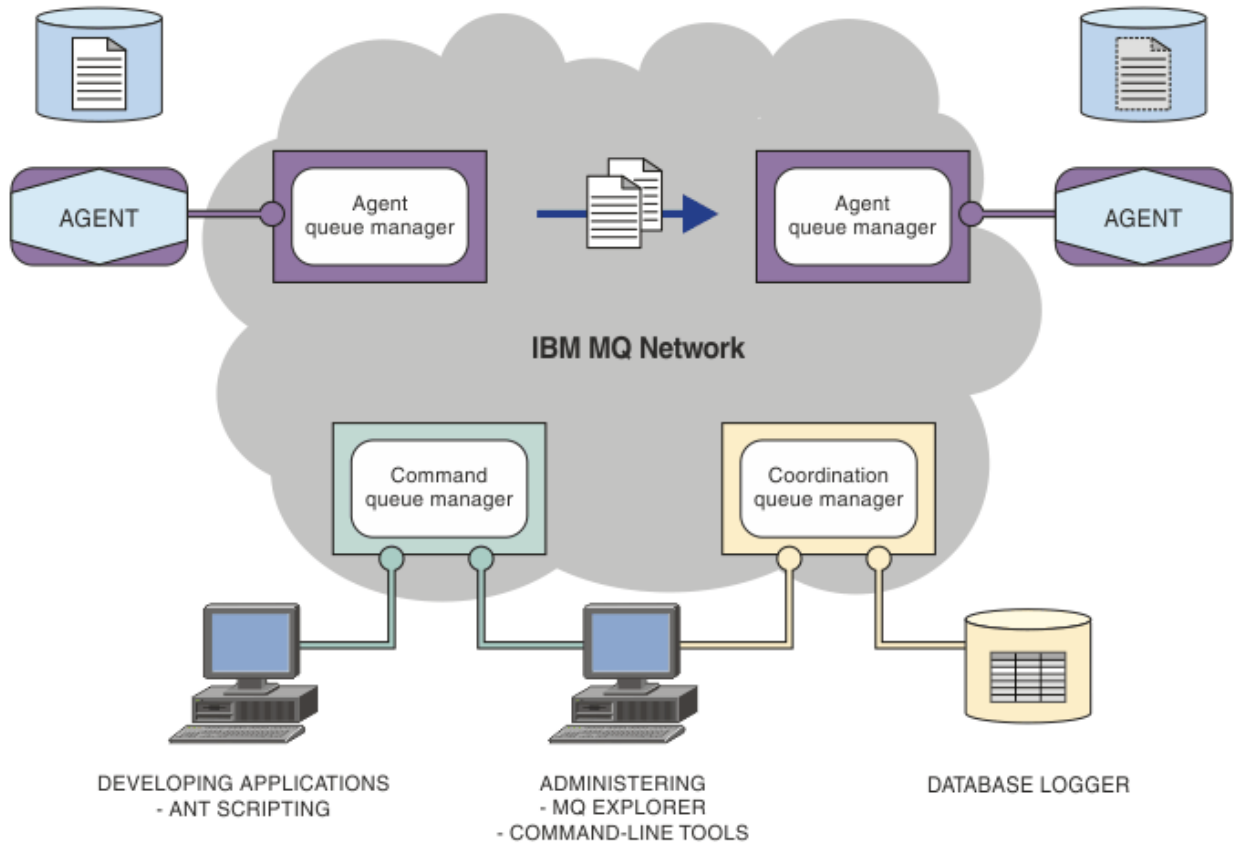 AGENT
Agent
queue manager
Agent
queue manager
AGENT
IBM MQ Network
Command
queue manager
Coordination
queue manager
DEVELOPING APPLICATIONS
- ANT SCRIPTING
ADMINISTERING
- MQ EXPLORER
- COMMAND-LINE TOOLS
DATABASE LOGGER